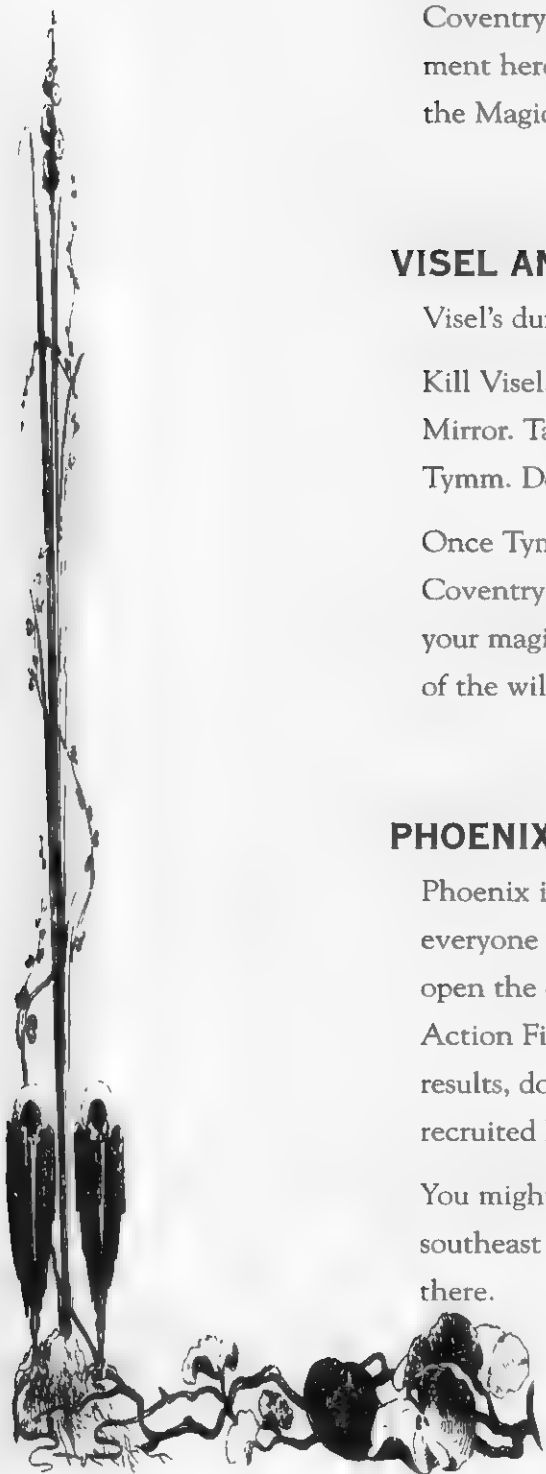 Coventry
ment here
the Magic
VISEL AN
Visel's du
Kill Visel
Mirror. Ta
Tymm. D
Once Tym
Coventry
your magi
of the wil
PHOENIX
Phoenix i
everyone
open the
Action Fi
results, do
recruited
You migh
southeast
there.